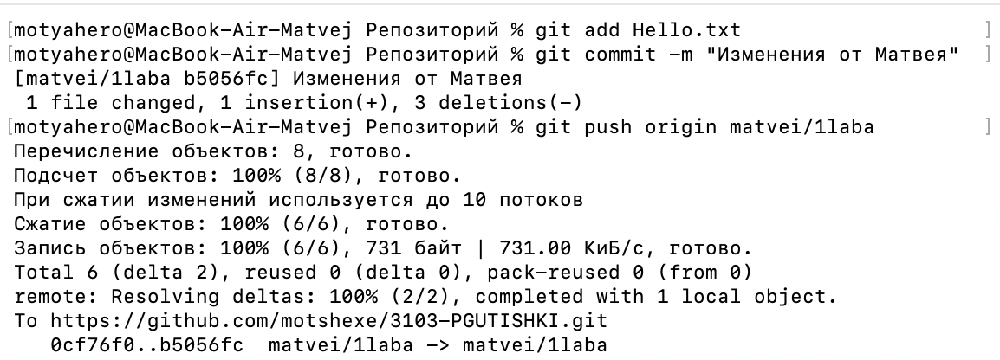 [motyahero@MacBook-Air-Matvej Репозиторий % git add Hello.txt ]
[motyahero@MacBook-Air-Matvej Репозиторий % git commit -m "Изменения от Матвея" ]
[matvei/1laba b5056fc] Изменения от Матвея
 1 file changed, 1 insertion(+), 3 deletions(-)
[motyahero@MacBook-Air-Matvej Репозиторий % git push origin matvei/1laba ]
Перечисление объектов: 8, готово.
Подсчет объектов: 100% (8/8), готово.
При сжатии изменений используется до 10 потоков
Сжатие объектов: 100% (6/6), готово.
Запись объектов: 100% (6/6), 731 байт | 731.00 КиБ/с, готово.
Total 6 (delta 2), reused 0 (delta 0), pack-reused 0 (from 0)
remote: Resolving deltas: 100% (2/2), completed with 1 local object.
To https://github.com/motshexe/3103-PGUTISHKI.git
   0cf76f0..b5056fc  matvei/1laba -> matvei/1laba